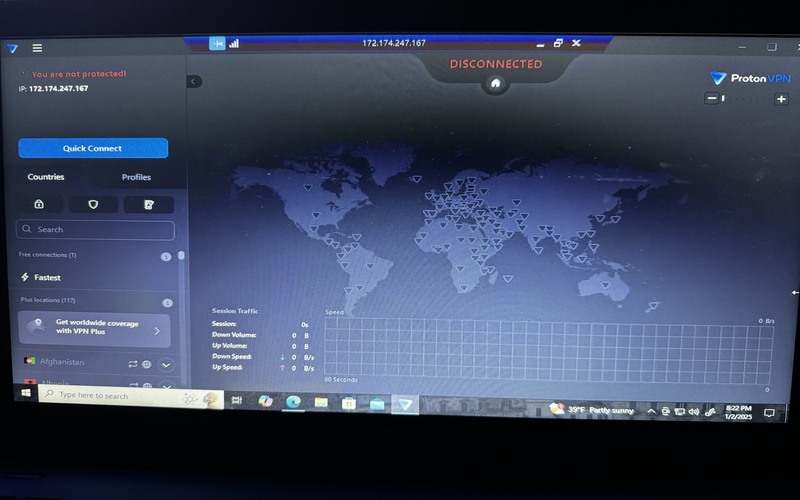 172.174.247.167
You are not protected!
IP: 172.174.247.167
DISCONNECTED
ProtonVPN
Quick Connect
Countries
Profiles
Search
Free connections (1)
Fastest
Plus locations (117)
Get worldwide coverage
with VPN Plus
Afghanistan
Albania
Session Traffic
Session: 0s
Down Volume: 0 B
Up Volume: 0 B
Down Speed: ↓ 0 B/s
Up Speed: ↑ 0 B/s
Speed
0 B/s
60 Seconds
0
Type here to search
39°F Partly sunny
8:22 PM
1/2/2025